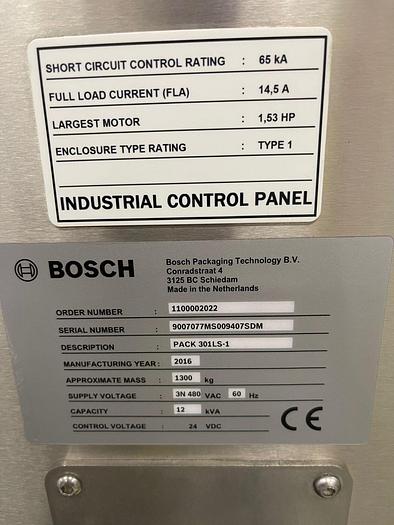 SHORT CIRCUIT CONTROL RATING : 65 kA
FULL LOAD CURRENT (FLA) : 14,5 A
LARGEST MOTOR : 1,53 HP
ENCLOSURE TYPE RATING : TYPE 1
INDUSTRIAL CONTROL PANEL
BOSCH
Bosch Packaging Technology B.V.
Conradstraat 4
3125 BC Schiedam
Made in the Netherlands
ORDER NUMBER : 1100002022
SERIAL NUMBER : 9007077MS009407SDM
DESCRIPTION : PACK 301LS-1
MANUFACTURING YEAR : 2016
APPROXIMATE MASS : 1300 kg
SUPPLY VOLTAGE : 3N 480 VAC 60 Hz
CAPACITY : 12 kVA
CONTROL VOLTAGE : 24 VDC
CE